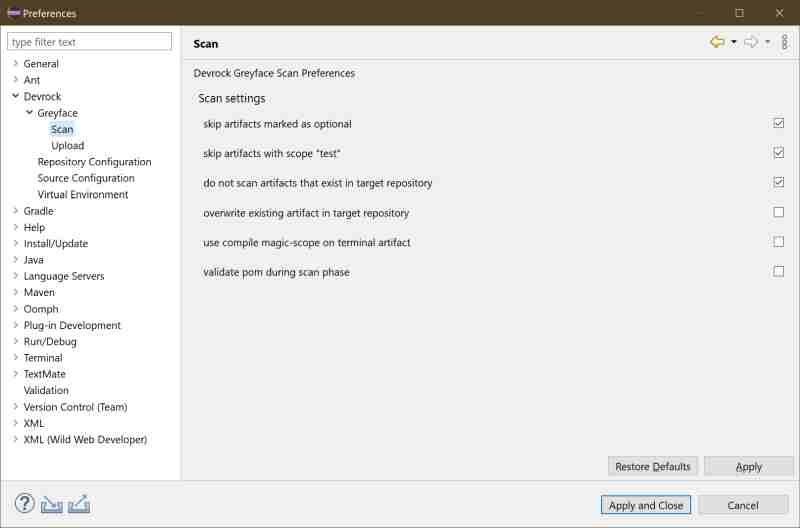 Preferences
type filter text
General
Ant
Devrock
Greyface
Scan
Upload
Repository Configuration
Source Configuration
Virtual Environment
Gradle
Help
Install/Update
Java
Language Servers
Maven
Oomph
Plug-in Development
Run/Debug
Terminal
TextMate
Validation
Version Control (Team)
XML
XML (Wild Web Developer)
Scan
Devrock Greyface Scan Preferences
Scan settings
skip artifacts marked as optional
skip artifacts with scope "test"
do not scan artifacts that exist in target repository
overwrite existing artifact in target repository
use compile magic-scope on terminal artifact
validate pom during scan phase
Restore Defaults
Apply
Apply and Close
Cancel